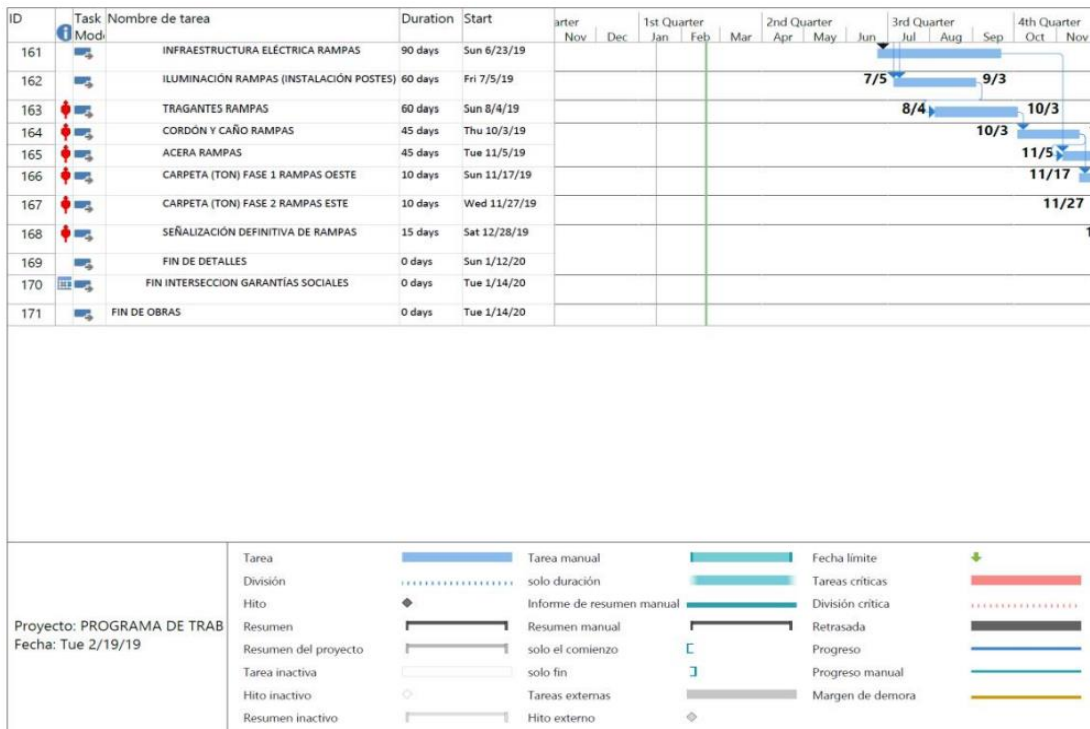 ID Task Mode Nombre de tarea Duration Start arter 1st Quarter 2nd Quarter 3rd Quarter 4th Quarter
Nov Dec Jan Feb Mar Apr May Jun Jul Aug Sep Oct Nov
161 INFRAESTRUCTURA ELÉCTRICA RAMPAS 90 days Sun 6/23/19
162 ILUMINACIÓN RAMPAS (INSTALACIÓN POSTES) 60 days Fri 7/5/19 7/5 9/3
163 TRAGANTES RAMPAS 60 days Sun 8/4/19 8/4 10/3
164 CORDÓN Y CAÑO RAMPAS 45 days Thu 10/3/19 10/3
165 ACERA RAMPAS 45 days Tue 11/5/19 11/5
166 CARPETA (TON) FASE 1 RAMPAS OESTE 10 days Sun 11/17/19 11/17
167 CARPETA (TON) FASE 2 RAMPAS ESTE 10 days Wed 11/27/19 11/27
168 SEÑALIZACIÓN DEFINITIVA DE RAMPAS 15 days Sat 12/28/19 1
169 FIN DE DETALLES 0 days Sun 1/12/20
170 FIN INTERSECCION GARANTÍAS SOCIALES 0 days Tue 1/14/20
171 FIN DE OBRAS 0 days Tue 1/14/20
Proyecto: PROGRAMA DE TRAB
Fecha: Tue 2/19/19
Tarea Tarea manual Fecha límite
División solo duración Tareas críticas
Hito Informe de resumen manual División crítica
Resumen Resumen manual Retrasada
Resumen del proyecto solo el comienzo Progreso
Tarea inactiva solo fin Progreso manual
Hito inactivo Tareas externas Margen de demora
Resumen inactivo Hito externo